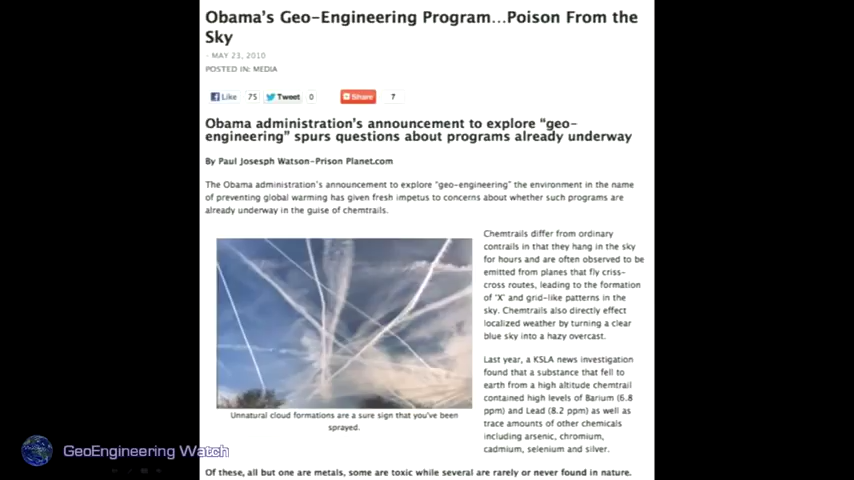 Obama's Geo-Engineering Program...Poison From the
Sky
- MAY 23, 2010
POSTED IN: MEDIA
Like 75 Tweet 0 Share 7
Obama administration's announcement to explore "geo-
engineering" spurs questions about programs already underway
By Paul Josesph Watson-Prison Planet.com
The Obama administration's announcement to explore "geo-engineering" the environment in the name
of preventing global warming has given fresh impetus to concerns about whether such programs are
already underway in the guise of chemtrails.
Chemtrails differ from ordinary
contrails in that they hang in the sky
for hours and are often observed to be
emitted from planes that fly criss-
cross routes, leading to the formation
of 'X' and grid-like patterns in the
sky. Chemtrails also directly effect
localized weather by turning a clear
blue sky into a hazy overcast.
Last year, a KSLA news investigation
found that a substance that fell to
earth from a high altitude chemtrail
contained high levels of Barium (6.8
ppm) and Lead (8.2 ppm) as well as
trace amounts of other chemicals
including arsenic, chromium,
cadmium, selenium and silver.
Unnatural cloud formations are a sure sign that you've been
sprayed.
Of these, all but one are metals, some are toxic while several are rarely or never found in nature.
GeoEngineering Watch